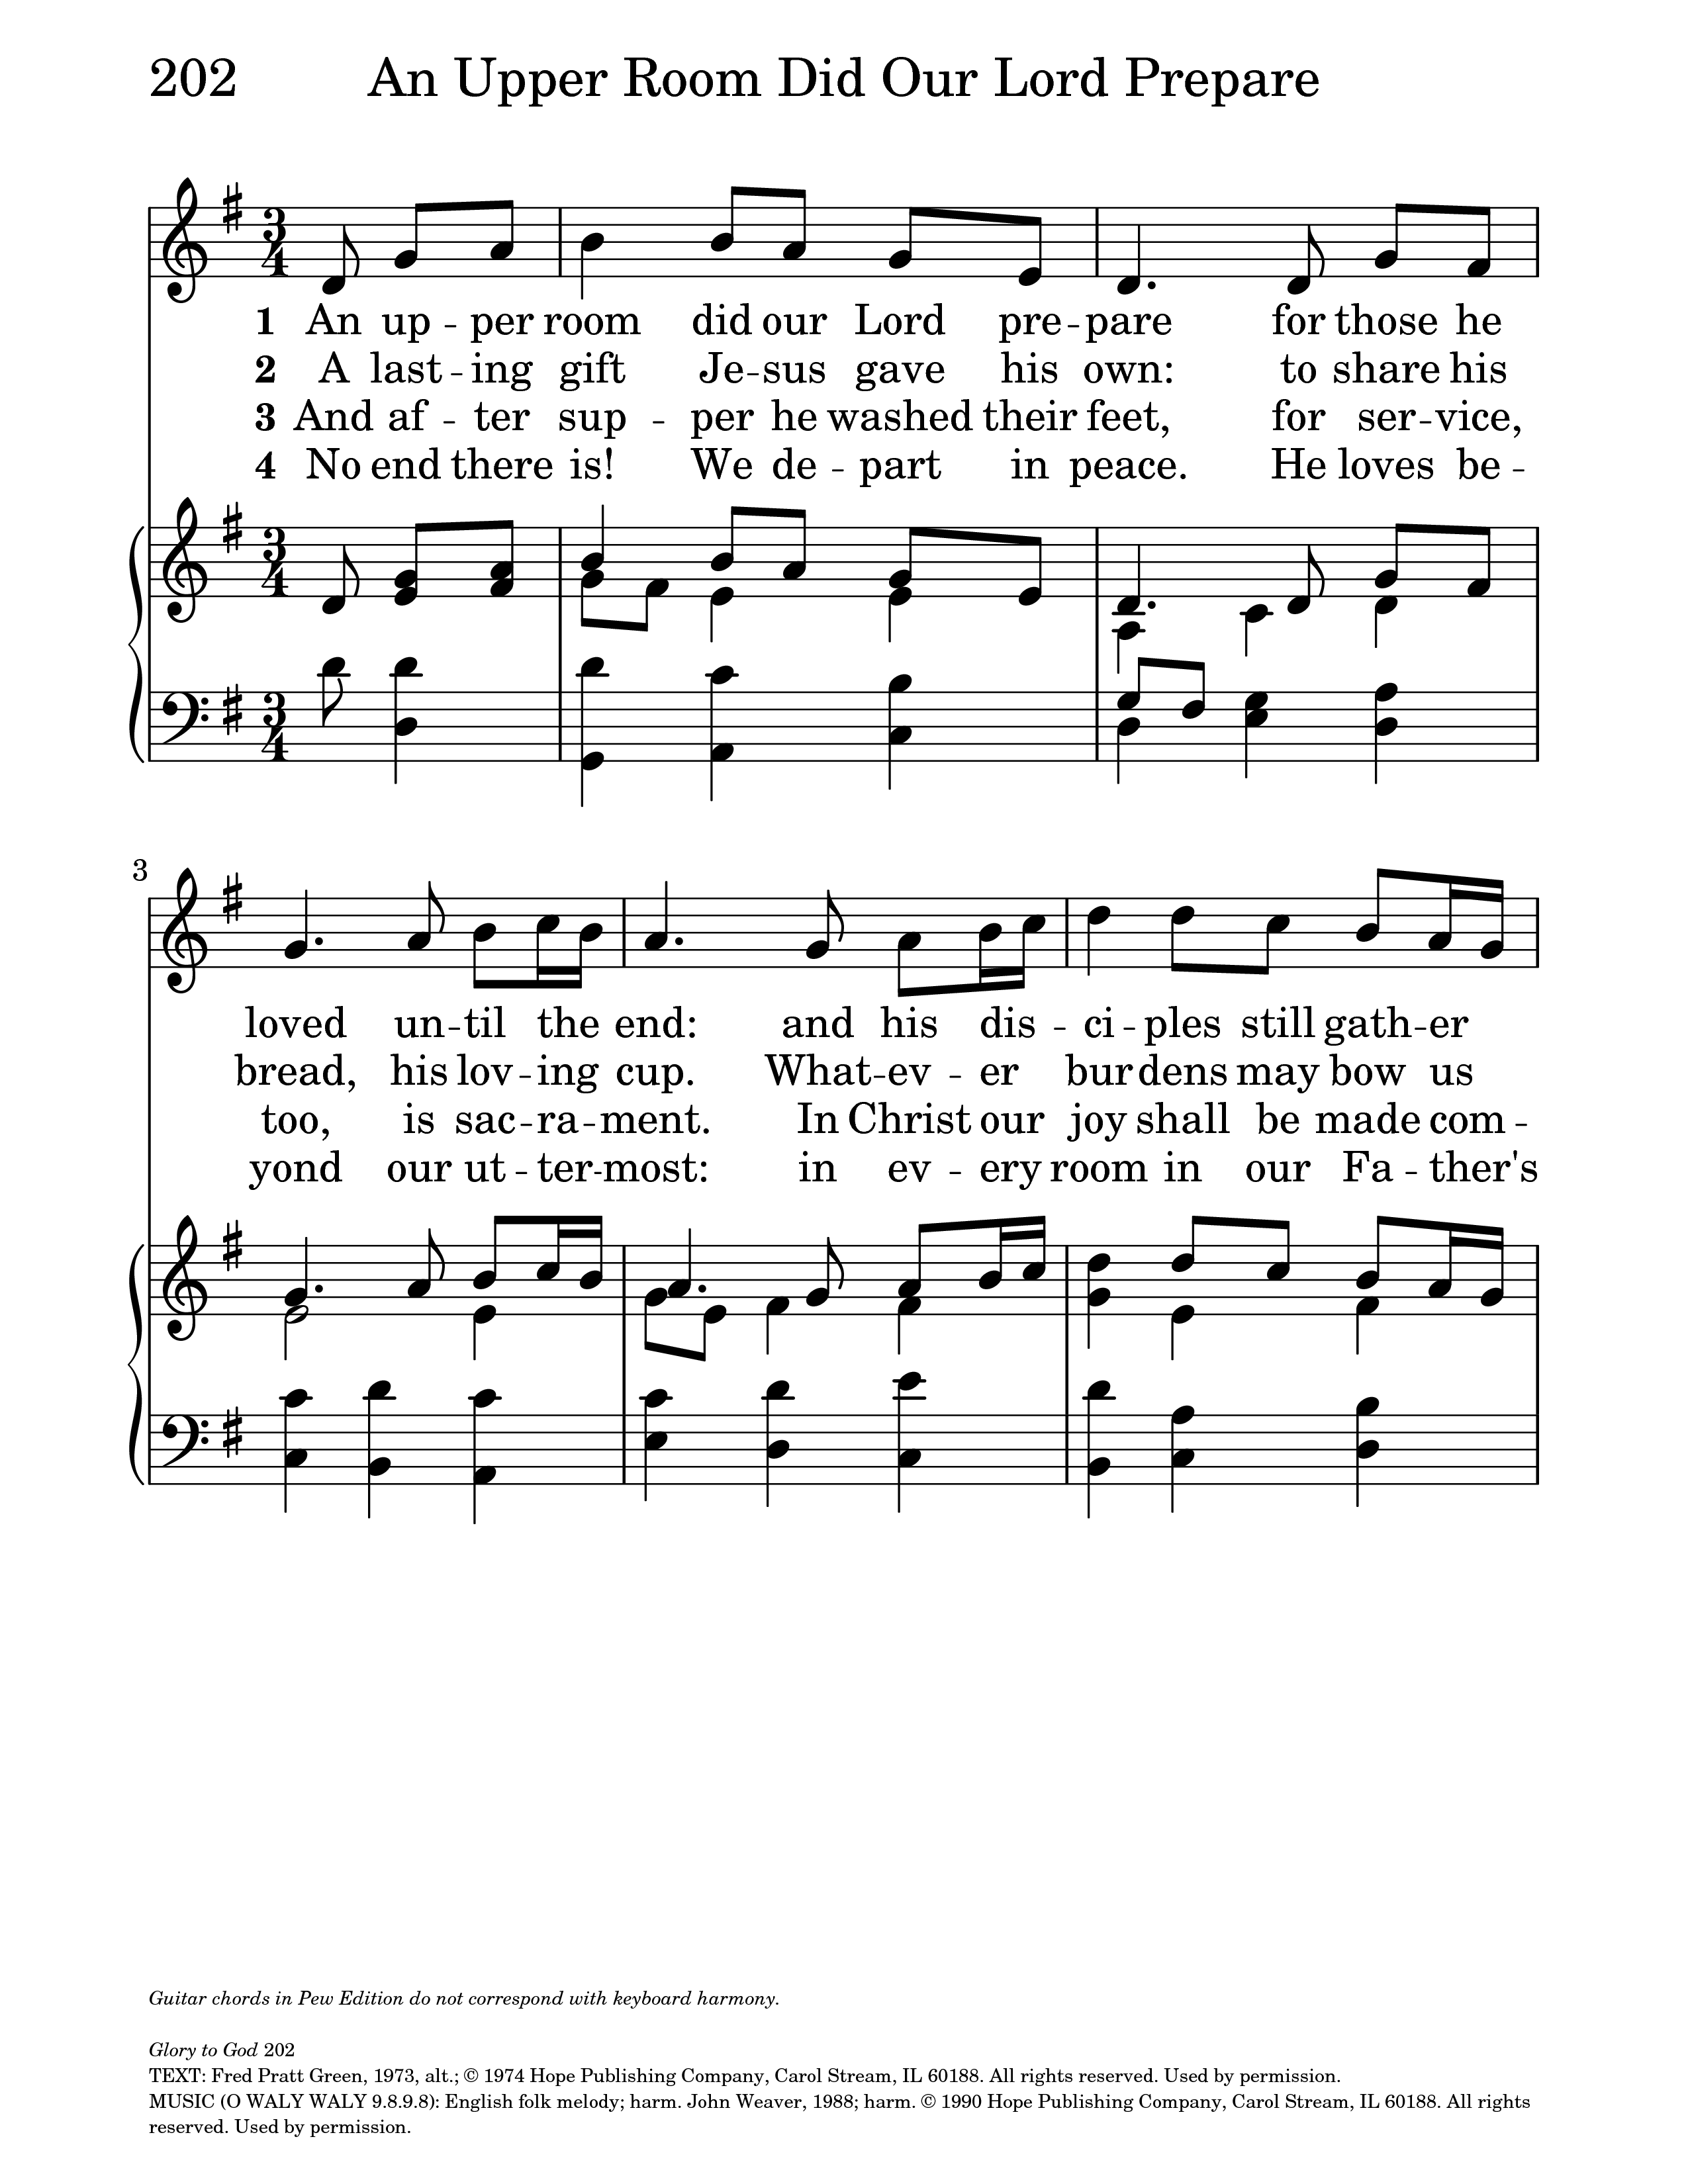 202 An Upper Room Did Our Lord Prepare
3
4
1 An up - per room did our Lord pre - pare for those he
2 A last - ing gift Je - sus gave his own: to share his
3 And af - ter sup - per he washed their feet, for ser - vice,
4 No end there is! We de - part in peace. He loves be -
3
4
3
4
3
loved un - til the end: and his dis - ci - ples still gath - er
bread, his lov - ing cup. What - ev - er burdens may bow us
too, is sac - ra - ment. In Christ our joy shall be made com -
yond our ut - ter - most: in ev - ery room in our Fa - ther's
Guitar chords in Pew Edition do not correspond with keyboard harmony.
Glory to God 202
TEXT: Fred Pratt Green, 1973, alt.; © 1974 Hope Publishing Company, Carol Stream, IL 60188. All rights reserved. Used by permission.
MUSIC (O WALY WALY 9.8.9.8): English folk melody; harm. John Weaver, 1988; harm. © 1990 Hope Publishing Company, Carol Stream, IL 60188. All rights
reserved. Used by permission.